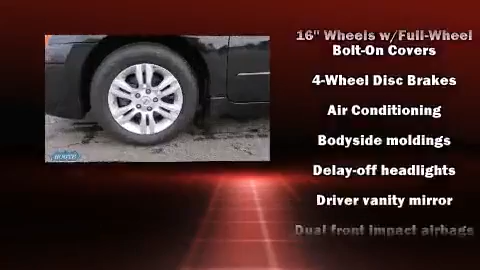 16" Wheels w/Full-Wheel
Bolt-On Covers
4-Wheel Disc Brakes
Air Conditioning
Bodyside moldings
Delay-off headlights
Driver vanity mirror
Dual front impact airbags